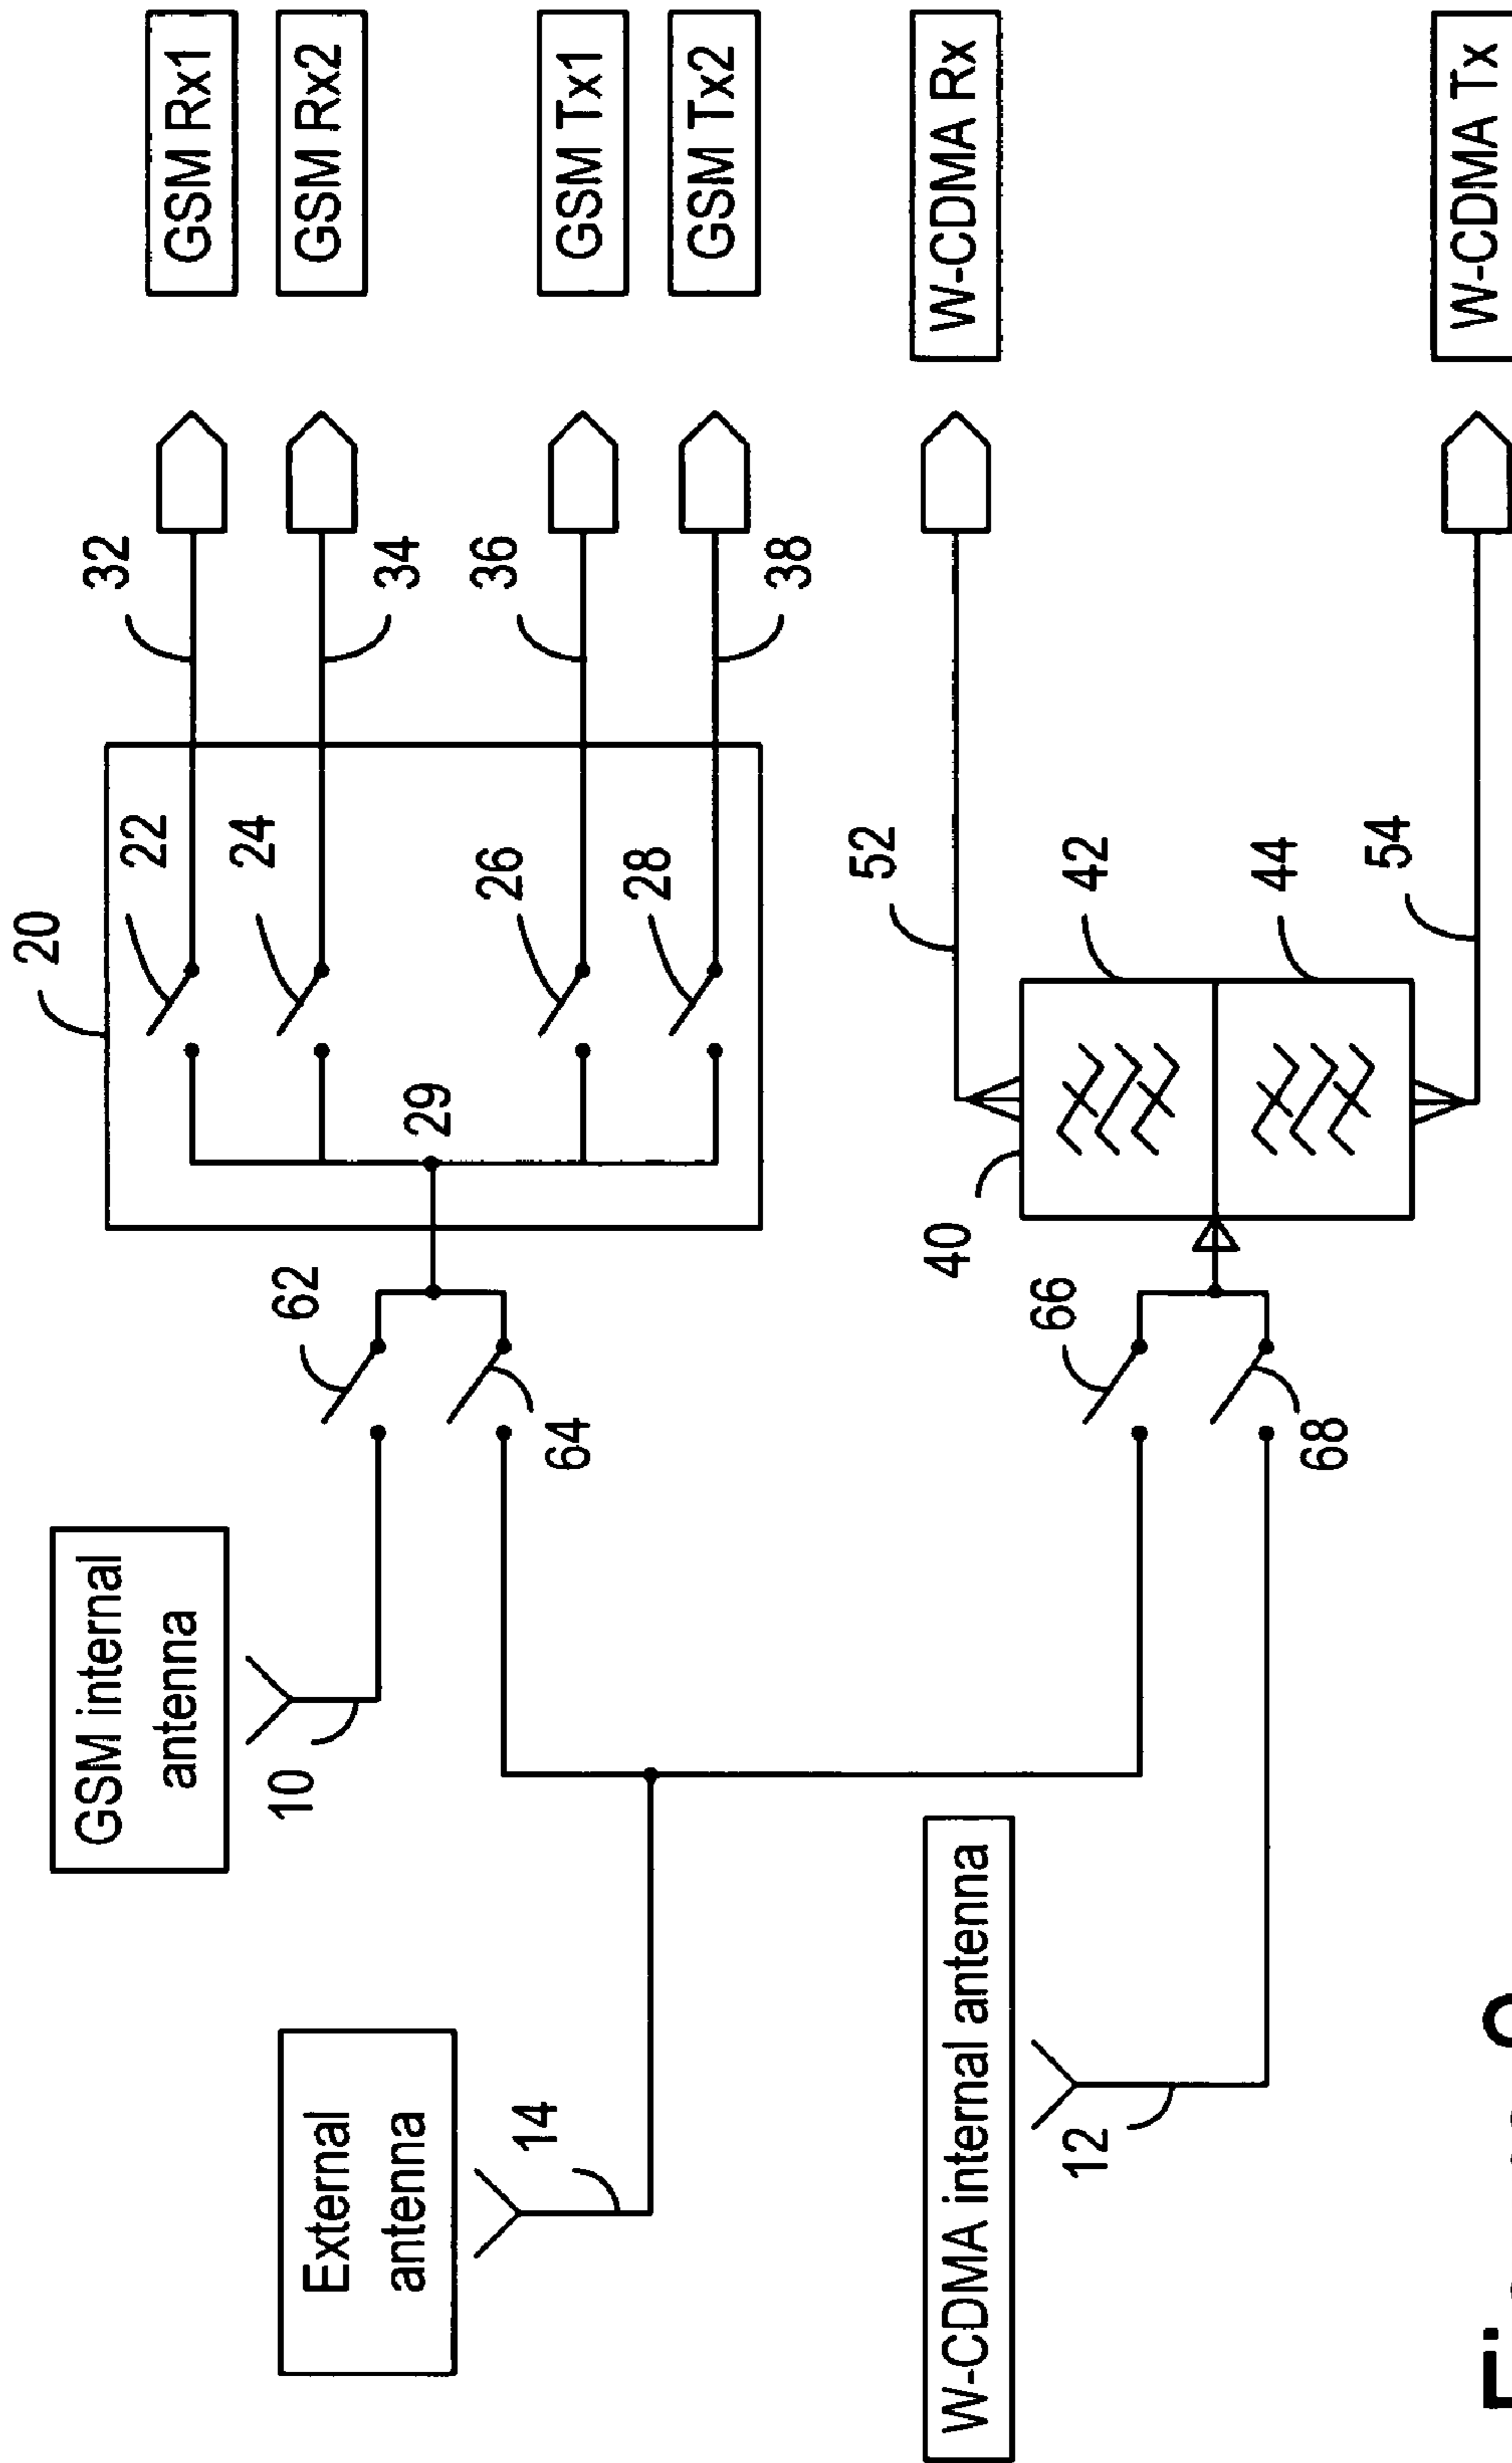 GSM Rx1
GSM Rx2
GSM Tx1
GSM Tx2
W-CDMA Rx
W-CDMA Tx
32
34
36
38
20
22
24
26
28
29
52
42
44
54
40
62
64
66
68
GSM internal
antenna
10
External
antenna
14
W-CDMA internal antenna
12